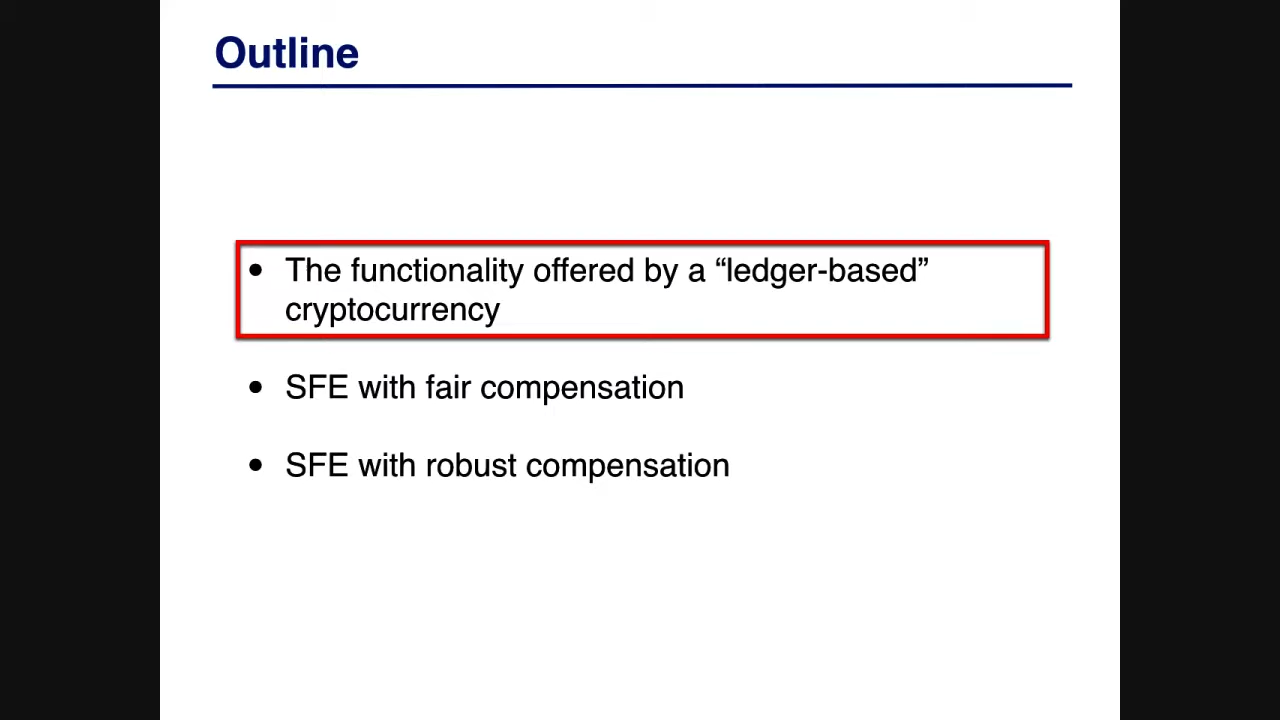 Outline
• The functionality offered by a “ledger-based”
cryptocurrency
• SFE with fair compensation
• SFE with robust compensation